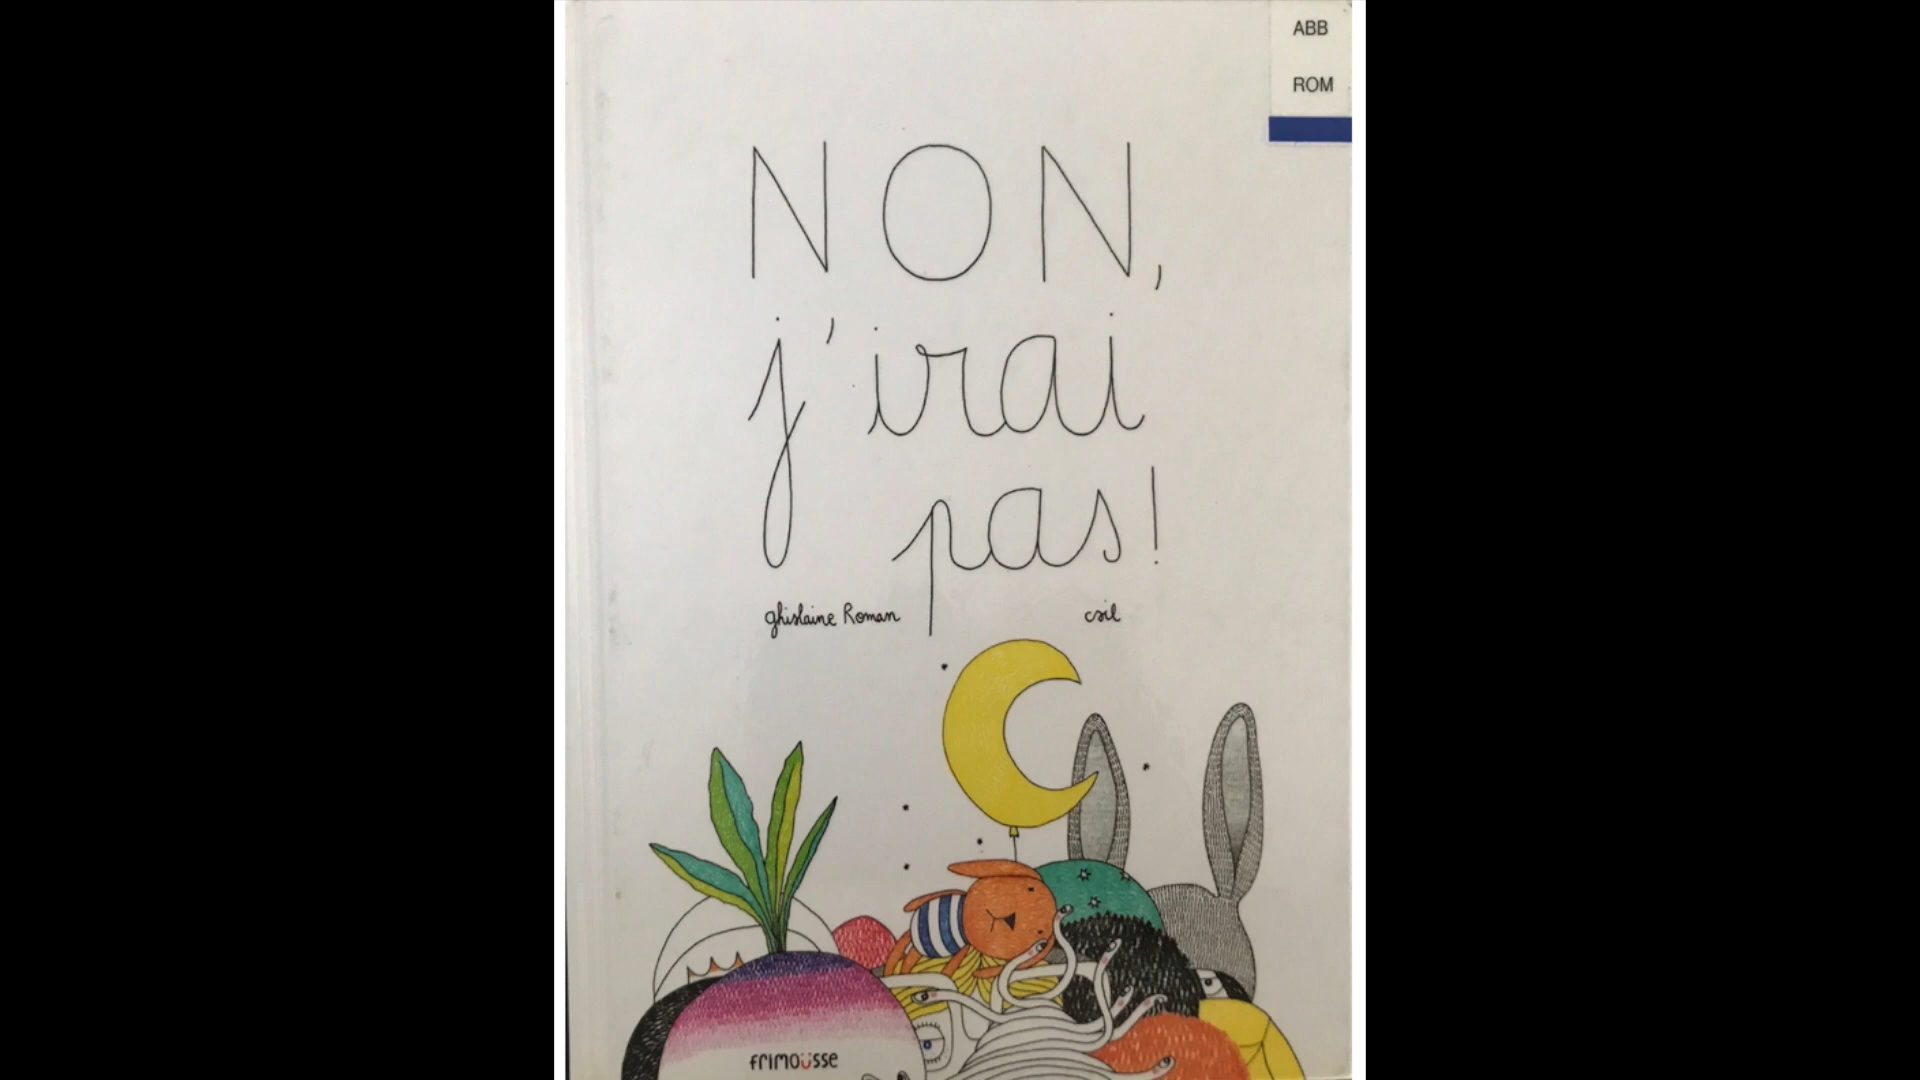 ABB
ROM
NON,
j'irai
pas!
ghislaine Roman csil
frimousse